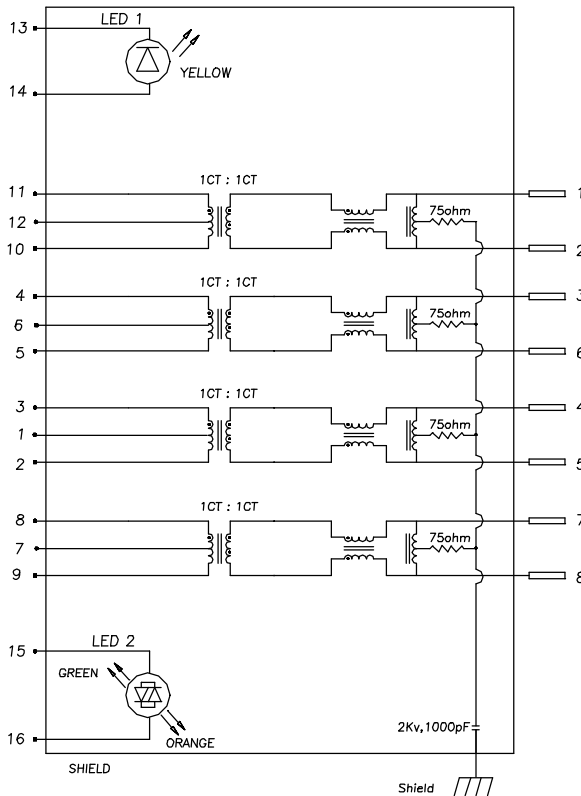 13
LED 1
14
YELLOW
1CT : 1CT
11
1
12
75ohm
10
2
1CT : 1CT
4
3
6
75ohm
5
6
1CT : 1CT
3
4
1
75ohm
2
5
1CT : 1CT
8
7
7
75ohm
9
8
15
LED 2
GREEN
16
ORANGE
2Kv,1000pF
SHIELD
Shield